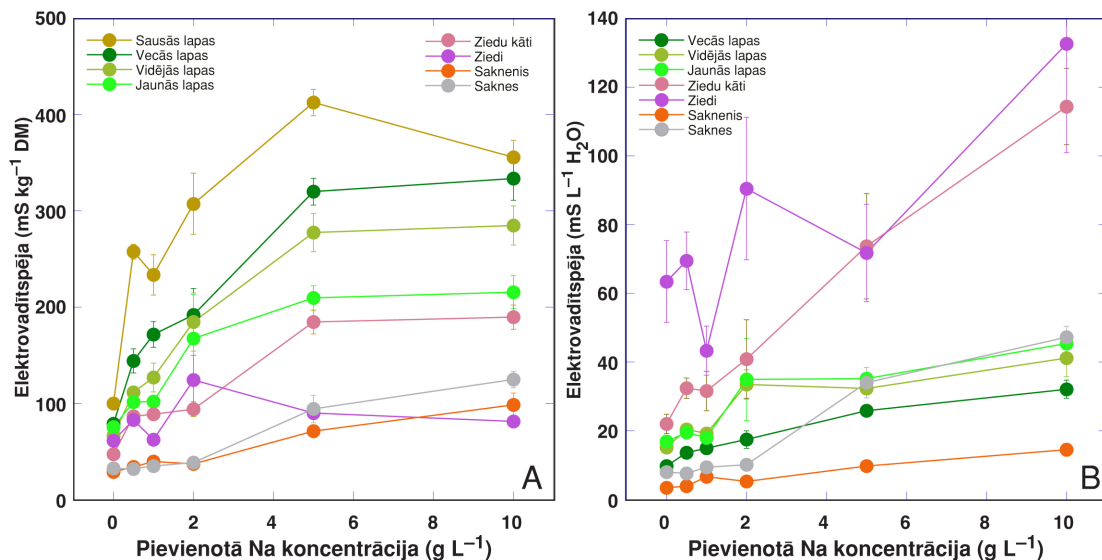 500
400
300
200
100
0
Elektrovadītspēja (mS kg⁻¹ DM)
Sausās lapas
Vecās lapas
Vidējās lapas
Jaunās lapas
Ziedu kāti
Ziedi
Saknenis
Saknes
A
0 2 4 6 8 10
Pievienotā Na koncentrācija (g L⁻¹)
140
120
100
80
60
40
20
0
Elektrovadītspēja (mS L⁻¹ H₂O)
Vecās lapas
Vidējās lapas
Jaunās lapas
Ziedu kāti
Ziedi
Saknenis
Saknes
B
0 2 4 6 8 10
Pievienotā Na koncentrācija (g L⁻¹)